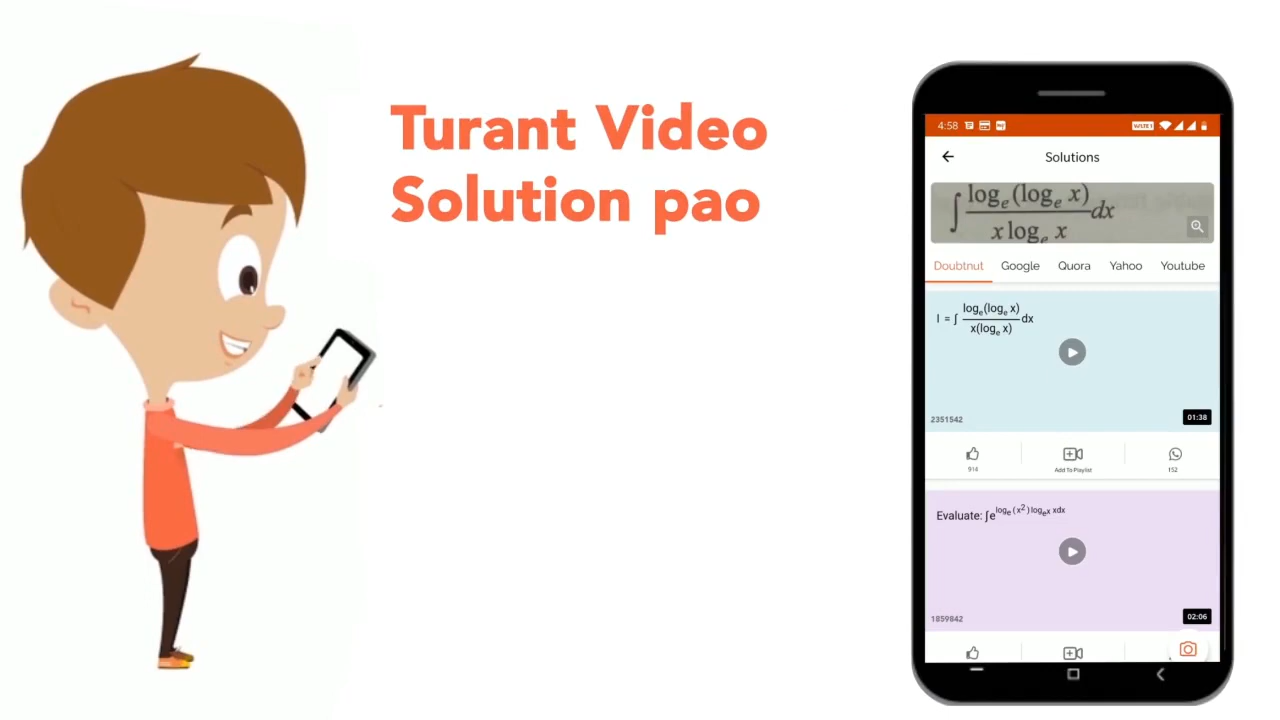 Turant Video
Solution pao
4:58
VoLTE1
Solutions
∫ logₑ(logₑ x) / x logₑ x dx
Doubtnut Google Quora Yahoo Youtube
I = ∫ logₑ(logₑ x) / x(logₑ x) dx
2351542 01:38
914 Add To Playlist 152
Evaluate: ∫e^logₑ(x²)logₑx xdx
1859842 02:06